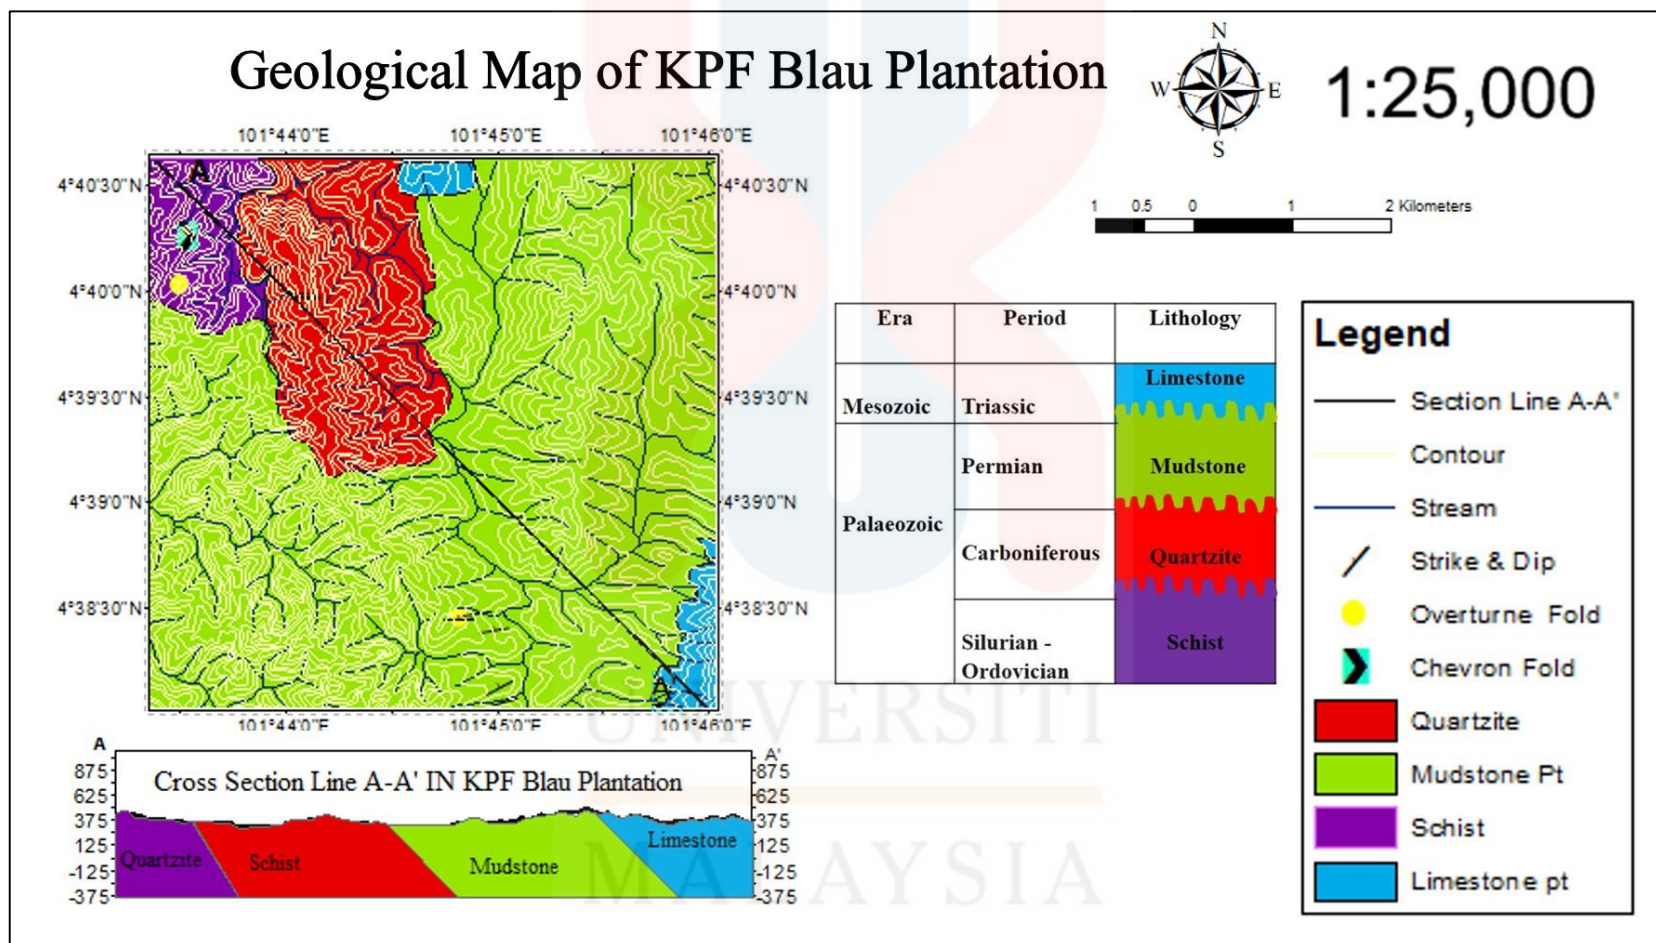 Geological Map of KPF Blau Plantation
N
W E
S
1:25,000
101°44'0"E 101°45'0"E 101°46'0"E
4°40'30"N 4°40'30"N
4°40'0"N 4°40'0"N
4°39'30"N 4°39'30"N
4°39'0"N 4°39'0"N
4°38'30"N 4°38'30"N
A
A'
101°44'0"E 101°45'0"E 101°46'0"E
1 0.5 0 1 2 Kilometers
Era Period Lithology
Limestone
Mesozoic Triassic
Permian Mudstone
Palaeozoic
Carboniferous Quartzite
Silurian - Schist
Ordovician
Legend
Section Line A-A'
Contour
Stream
Strike & Dip
Overturne Fold
Chevron Fold
Quartzite
Mudstone Pt
Schist
Limestone pt
A A'
Cross Section Line A-A' IN KPF Blau Plantation
875 875
625 625
375 375
125 125
-125 -125
-375 -375
Quartzite Schist Mudstone Limestone
UNIVERSITI
MALAYSIA